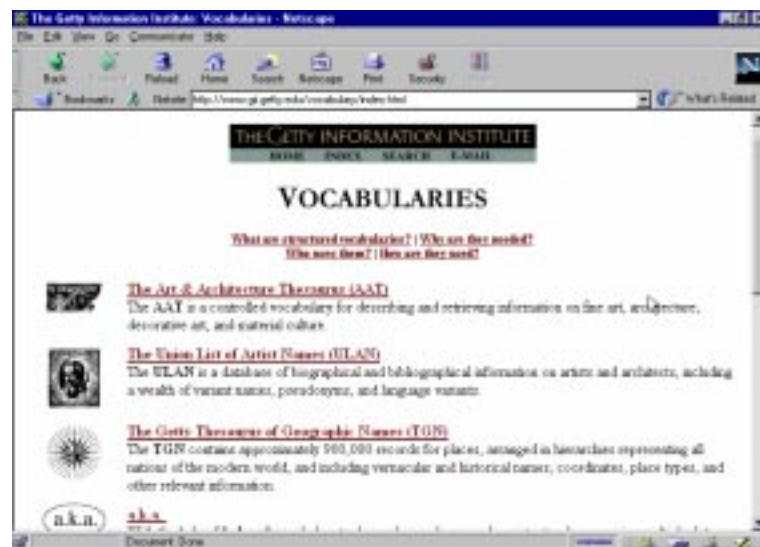 The Getty Information Institute: Vocabularies - Netscape
File Edit View Go Communicator Help
Back Reload Home Search Netscape Print Security
Bookmarks Netsite: http://www.gii.getty.edu/vocabulary/index.html What's Related
THE GETTY INFORMATION INSTITUTE
HOME INDEX SEARCH E-MAIL
VOCABULARIES
What are structured vocabularies? | Why are they needed?
Who uses them? | How are they used?
The Art & Architecture Thesaurus (AAT)
The AAT is a controlled vocabulary for describing and retrieving information on fine art, architecture,
decorative art, and material culture.
The Union List of Artist Names (ULAN)
The ULAN is a database of biographical and bibliographical information on artists and architects, including
a wealth of variant names, pseudonyms, and language variants.
The Getty Thesaurus of Geographic Names (TGN)
The TGN contains approximately 900,000 records for places, arranged in hierarchies representing all
nations of the modern world, and including vernacular and historical names, coordinates, place types, and
other relevant information.
a.k.a. a.k.a.
Document: Done